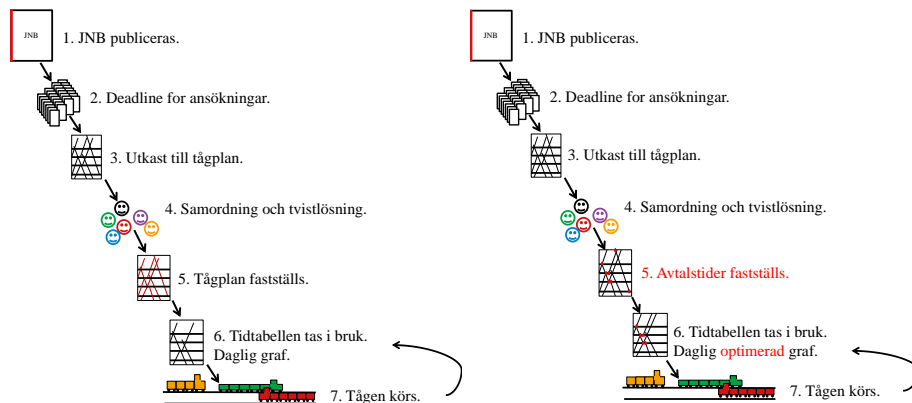 JNB
1. JNB publiceras.
2. Deadline for ansökningar.
3. Utkast till tågplan.
4. Samordning och tvistlösning.
5. Tågplan fastställs.
6. Tidtabellen tas i bruk.
Daglig graf.
7. Tågen körs.
JNB
1. JNB publiceras.
2. Deadline for ansökningar.
3. Utkast till tågplan.
4. Samordning och tvistlösning.
5. Avtalstider fastställs.
6. Tidtabellen tas i bruk.
Daglig optimerad graf.
7. Tågen körs.